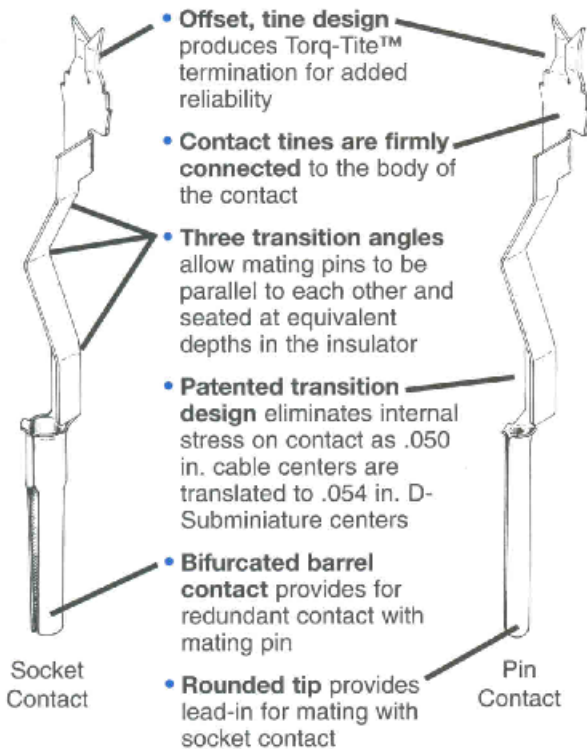 • Offset, tine design
produces Torq-Tite™
termination for added
reliability
• Contact tines are firmly
connected to the body of
the contact
• Three transition angles
allow mating pins to be
parallel to each other and
seated at equivalent
depths in the insulator
• Patented transition
design eliminates internal
stress on contact as .050
in. cable centers are
translated to .054 in. D-
Subminiature centers
• Bifurcated barrel
contact provides for
redundant contact with
mating pin
• Rounded tip provides
lead-in for mating with
socket contact
Socket
Contact
Pin
Contact